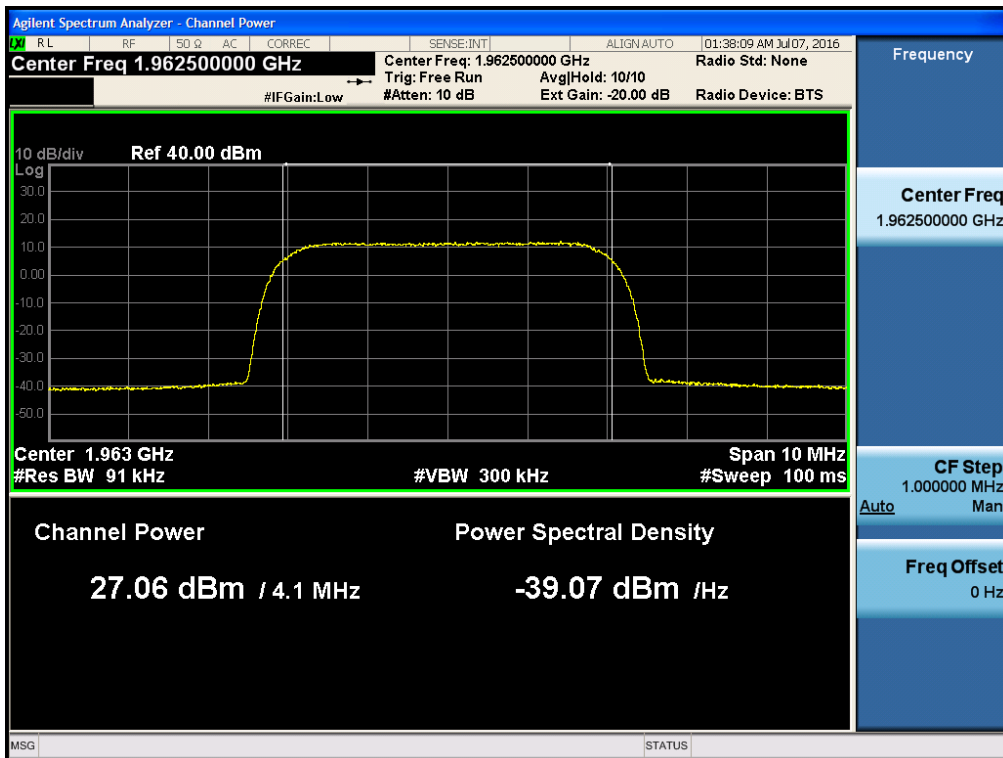 Agilent Spectrum Analyzer - Channel Power
LXI RL RF 50 Ω AC CORREC SENSE:INT ALIGN AUTO 01:38:09 AM Jul 07, 2016
Center Freq 1.962500000 GHz
Center Freq: 1.962500000 GHz Radio Std: None
Trig: Free Run Avg|Hold: 10/10
#IFGain:Low #Atten: 10 dB Ext Gain: -20.00 dB Radio Device: BTS
10 dB/div Ref 40.00 dBm
Log
30.0
20.0
10.0
0.00
-10.0
-20.0
-30.0
-40.0
-50.0
Center 1.963 GHz Span 10 MHz
#Res BW 91 kHz #VBW 300 kHz #Sweep 100 ms
Channel Power Power Spectral Density
27.06 dBm / 4.1 MHz -39.07 dBm /Hz
MSG STATUS
Frequency
Center Freq
1.962500000 GHz
CF Step
1.000000 MHz
Auto Man
Freq Offset
0 Hz